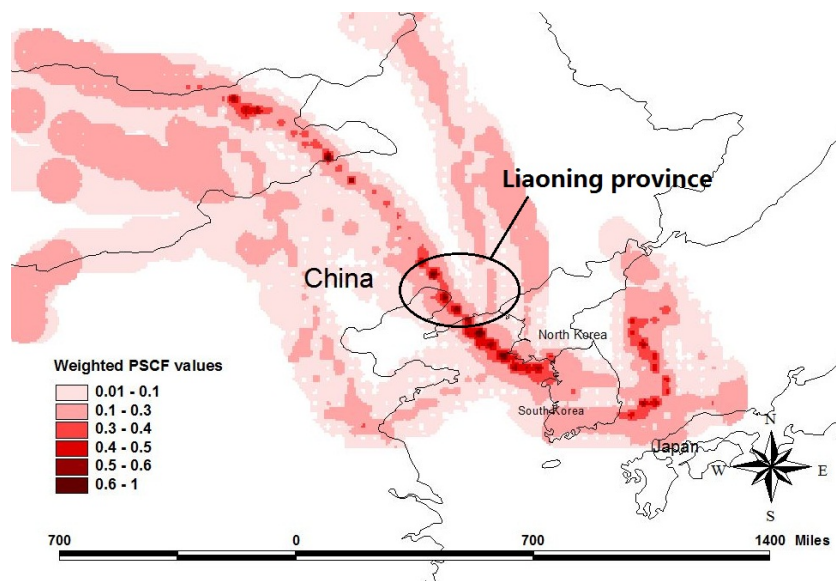 Liaoning province
China
North Korea
South Korea
Japan
Weighted PSCF values
0.01 - 0.1
0.1 - 0.3
0.3 - 0.4
0.4 - 0.5
0.5 - 0.6
0.6 - 1
N
W
E
S
700
0
700
1400 Miles